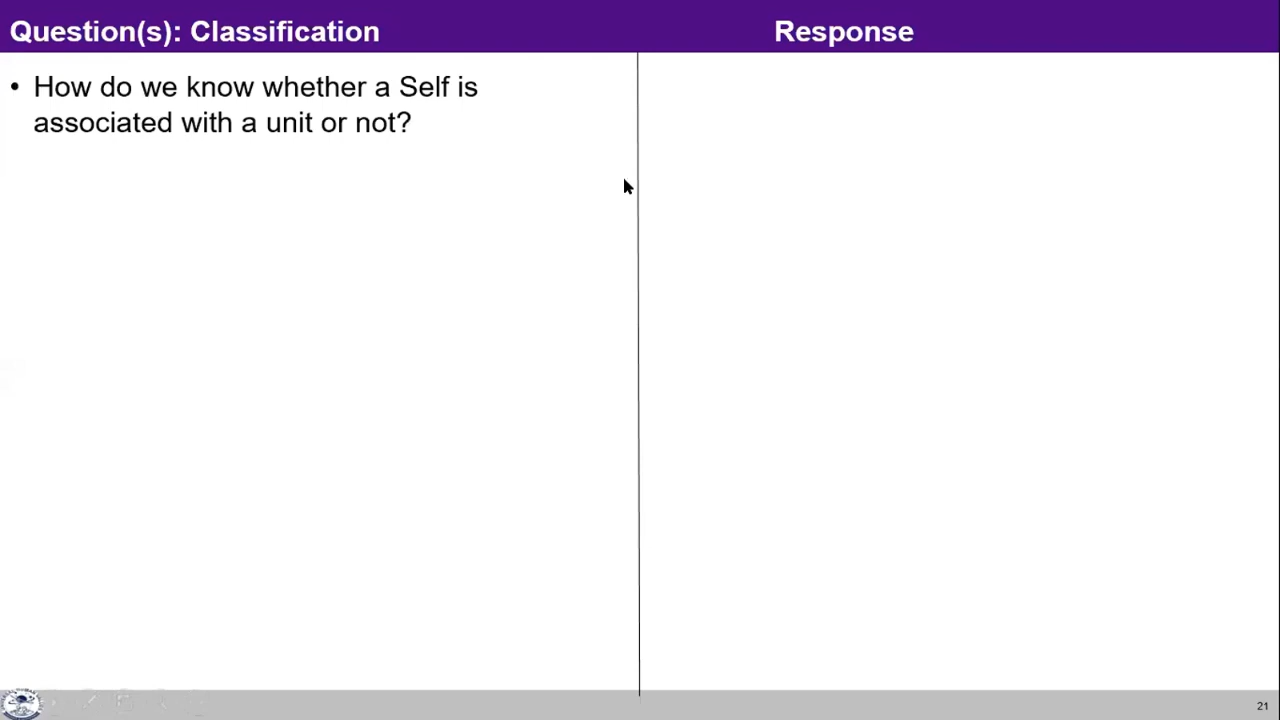 Question(s): Classification
Response
• How do we know whether a Self is
associated with a unit or not?
21